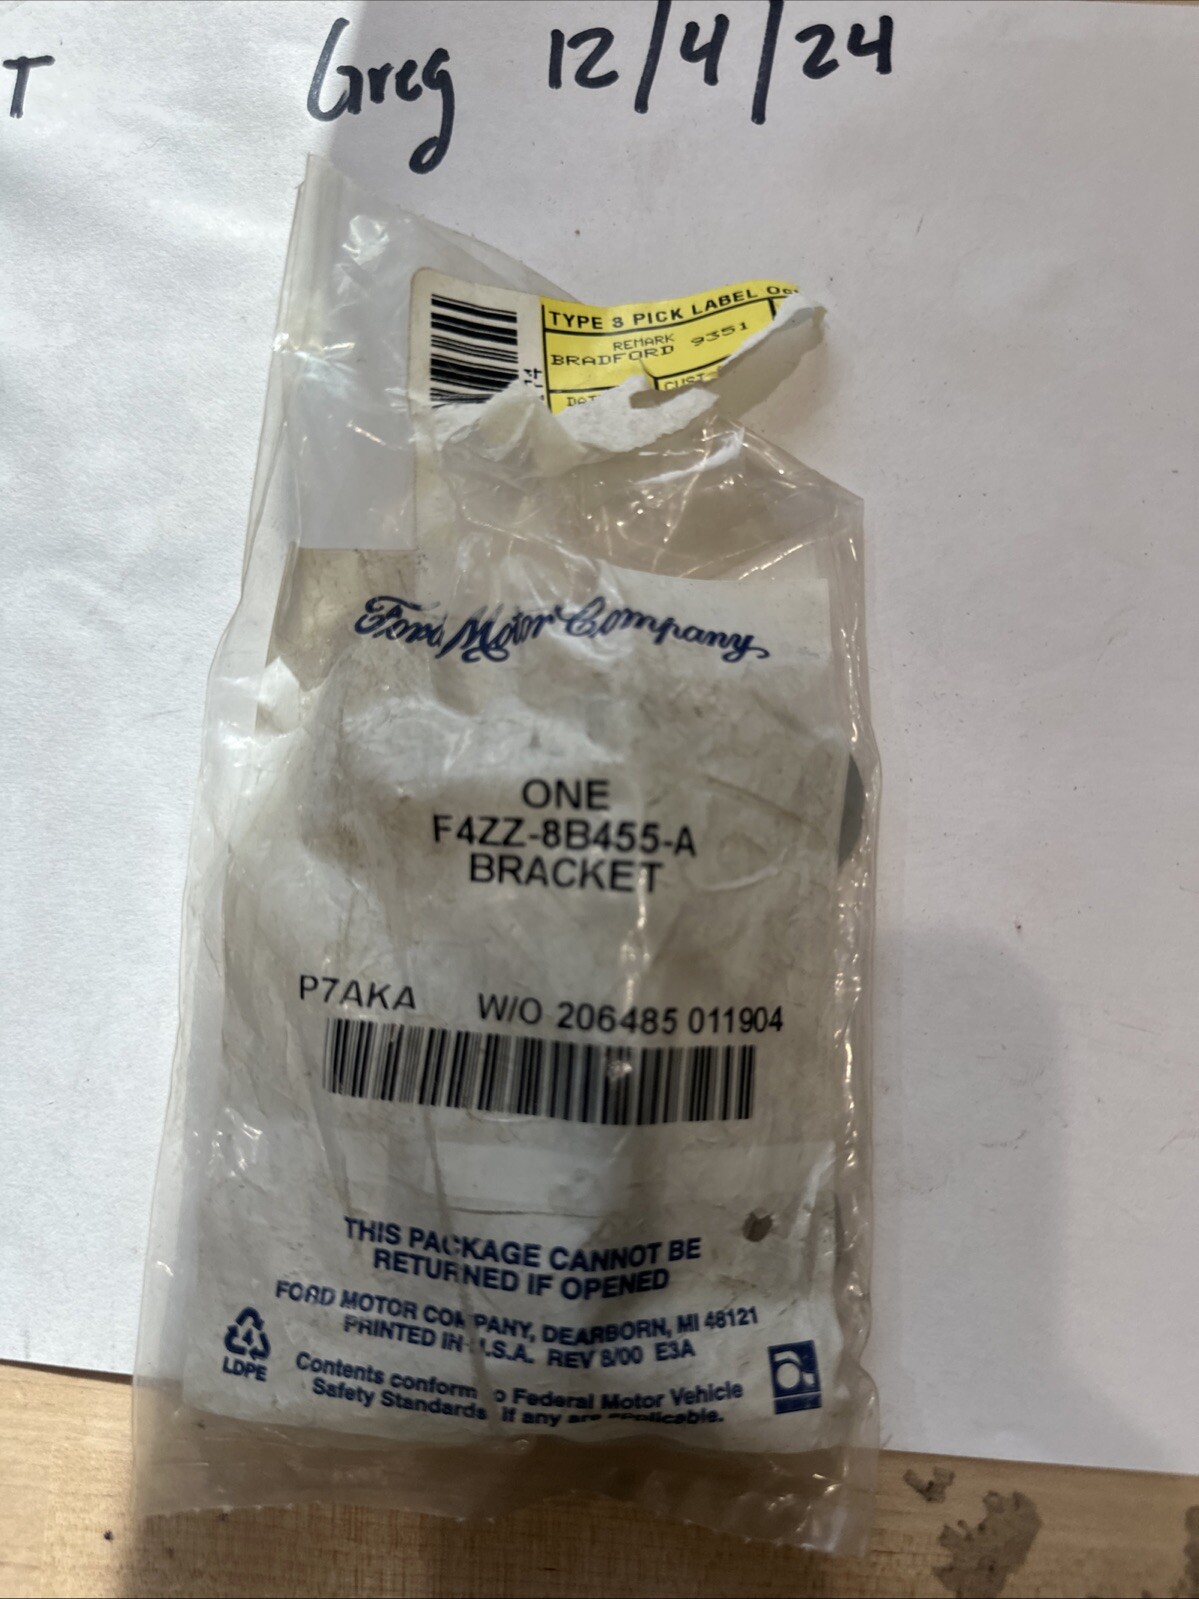 T Greg 12/4/24
TYPE 3 PICK LABEL
REMARK
BRADFORD 9351
CUST
Ford Motor Company
ONE
F4ZZ-8B455-A
BRACKET
P7AKA W/O 206485 011904
THIS PACKAGE CANNOT BE
RETURNED IF OPENED
FORD MOTOR COMPANY, DEARBORN, MI 48121
PRINTED IN U.S.A. REV 8/00 E3A
4
LDPE
Contents conform o Federal Motor Vehicle
Safety Standards if any are applicable.